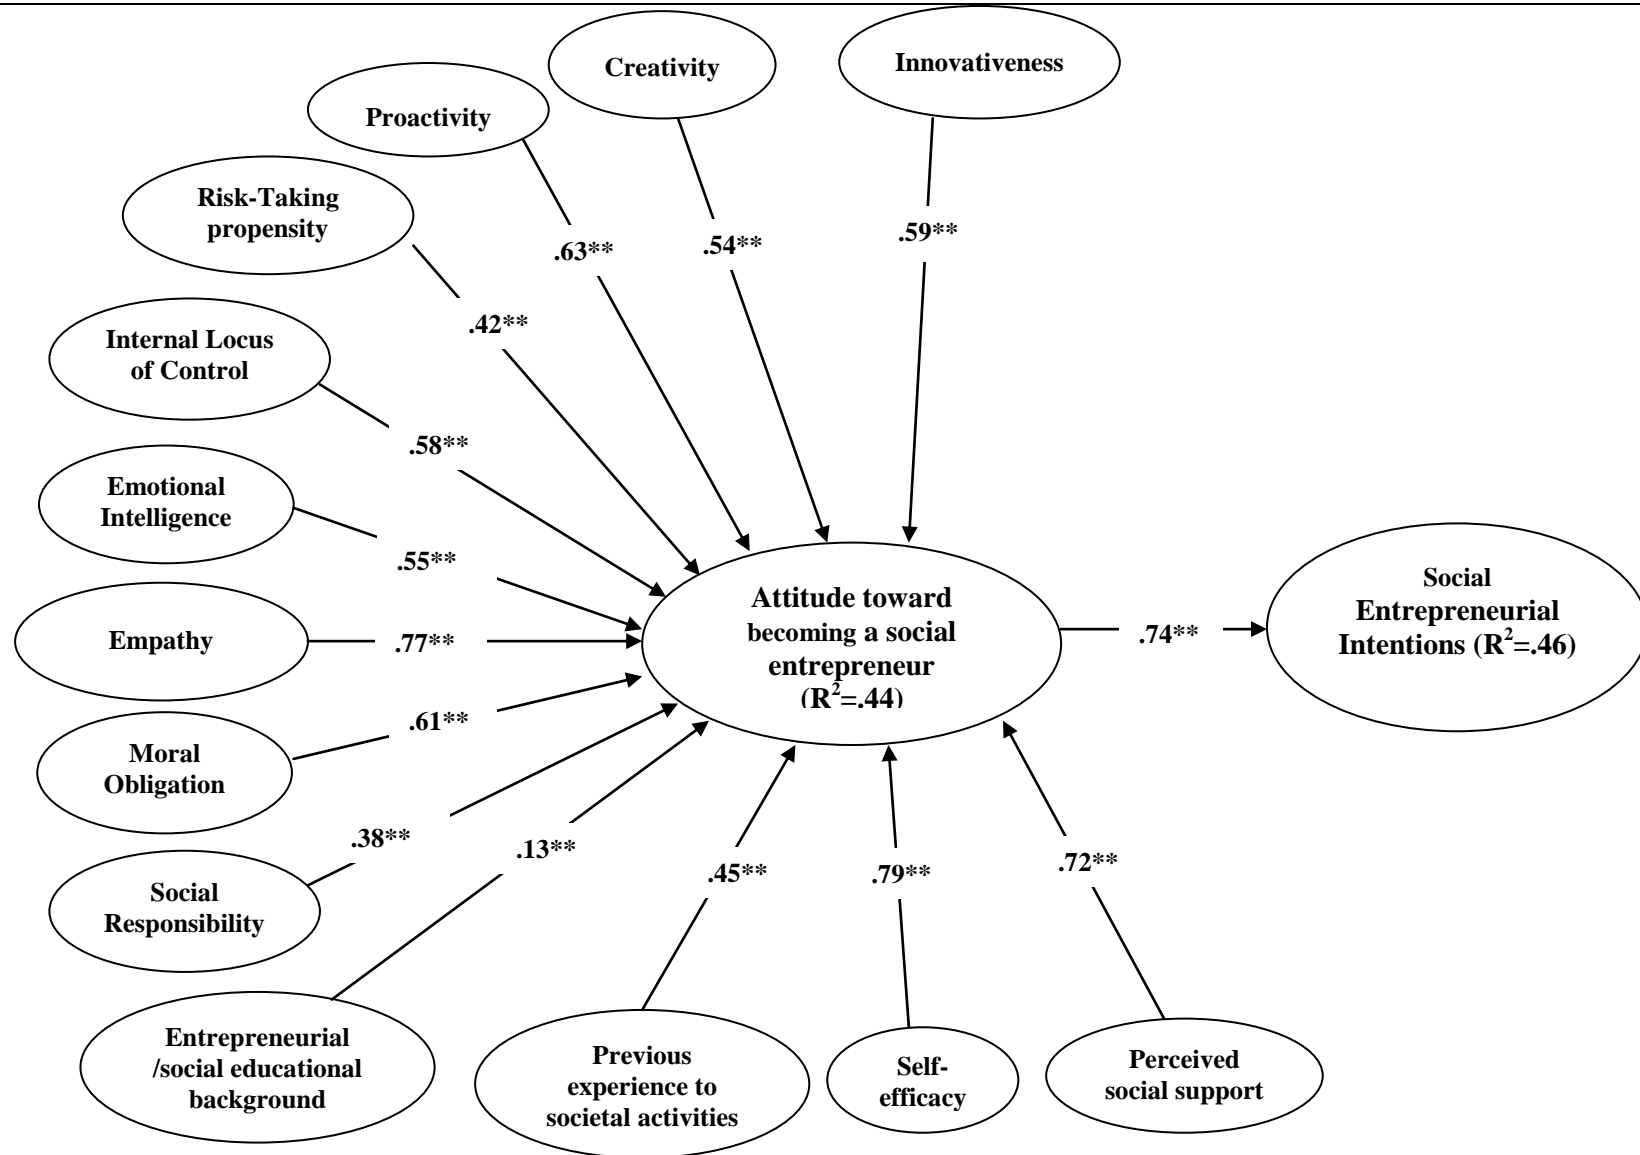 Creativity
Innovativeness
Proactivity
Risk-Taking
propensity
.63**
.54**
.59**
.42**
Internal Locus
of Control
.58**
Emotional
Intelligence
.55**
Empathy
.77**
Attitude toward
becoming a social
entrepreneur
(R²=.44)
.74**
Social
Entrepreneurial
Intentions (R²=.46)
Moral
Obligation
.61**
Social
Responsibility
.38**
.13**
.45**
.79**
.72**
Entrepreneurial
/social educational
background
Previous
experience to
societal activities
Self-
efficacy
Perceived
social support